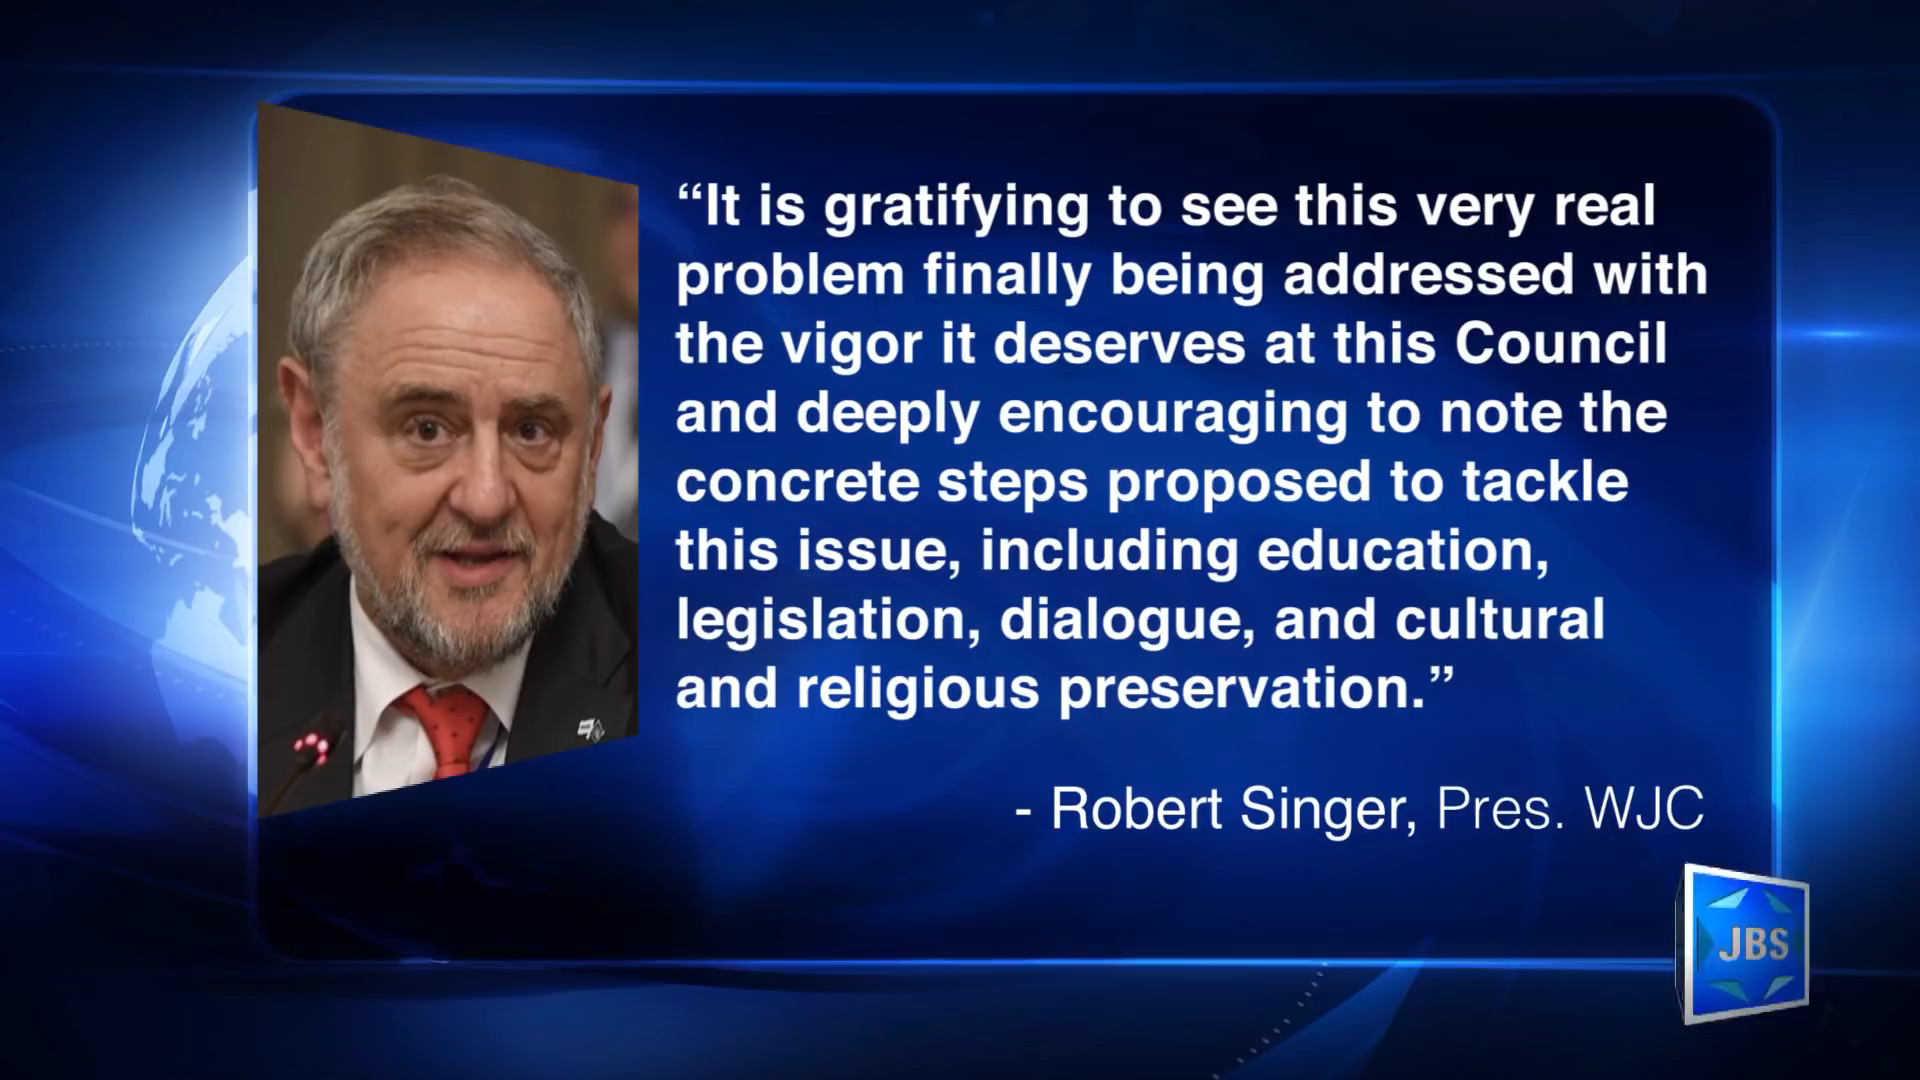 “It is gratifying to see this very real
problem finally being addressed with
the vigor it deserves at this Council
and deeply encouraging to note the
concrete steps proposed to tackle
this issue, including education,
legislation, dialogue, and cultural
and religious preservation.”
- Robert Singer, Pres. WJC
JBS